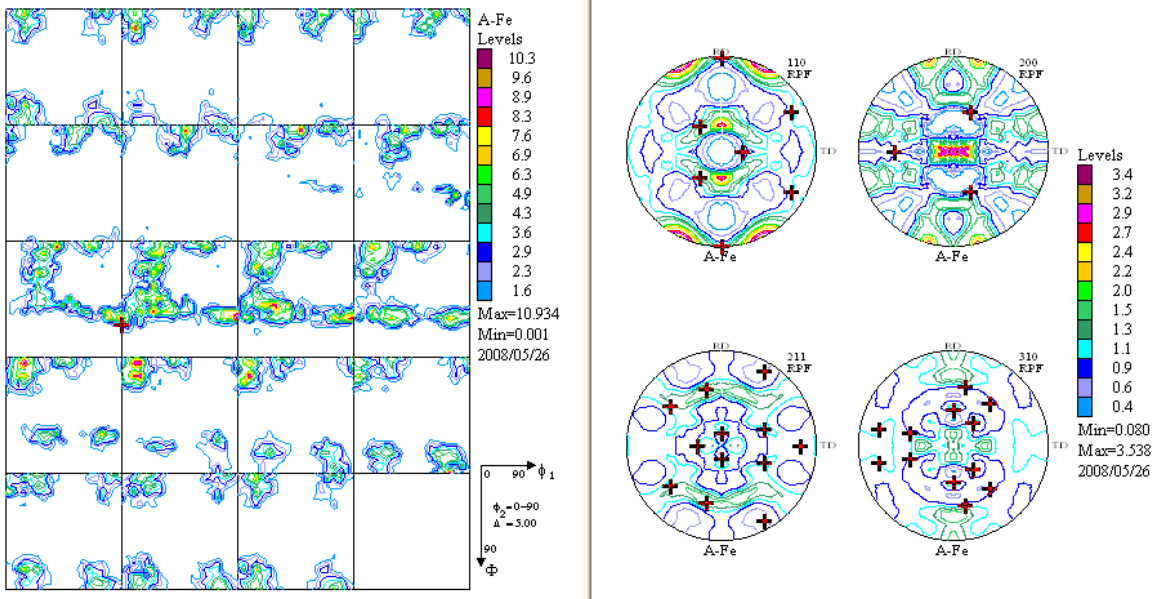 A-Fe
Levels
10.3
9.6
8.9
8.3
7.6
6.9
6.3
4.9
4.3
3.6
2.9
2.3
1.6
Max=10.934
Min=0.001
2008/05/26
0 90 ϕ1
ϕ2=0-90
Δ =5.00
90
Φ
RD
110
RPF
TD
A-Fe
RD
200
RPF
TD
A-Fe
RD
211
RPF
TD
A-Fe
RD
310
RPF
TD
A-Fe
Levels
3.4
3.2
2.9
2.7
2.4
2.2
2.0
1.5
1.3
1.1
0.9
0.6
0.4
Min=0.080
Max=3.538
2008/05/26